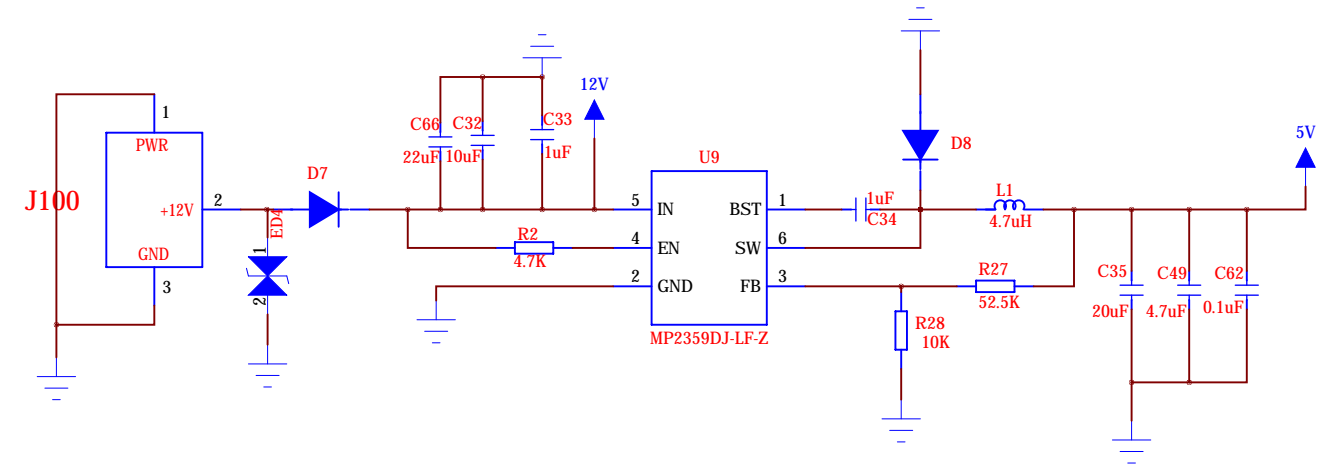 J100
1
PWR
+12V
2
GND
3
ED4
1
2
D7
C66
22uF
C32
10uF
C33
1uF
12V
R2
4.7K
U9
5
IN
4
EN
2
GND
BST
1
SW
6
FB
3
MP2359DJ-LF-Z
1uF
C34
D8
L1
4.7uH
R27
52.5K
R28
10K
C35
20uF
C49
4.7uF
C62
0.1uF
5V